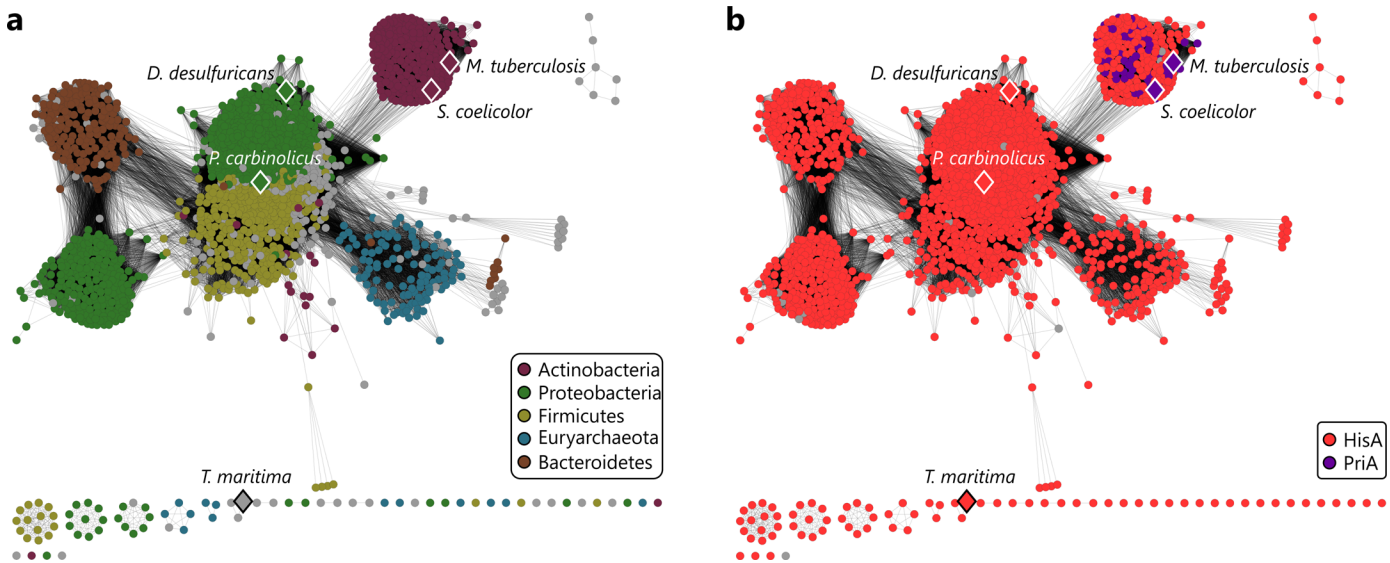 a
D. desulfuricans
M. tuberculosis
S. coelicolor
P. carbinolicus
Actinobacteria
Proteobacteria
Firmicutes
Euryarchaeota
Bacteroidetes
T. maritima
b
D. desulfuricans
M. tuberculosis
S. coelicolor
P. carbinolicus
HisA
PriA
T. maritima